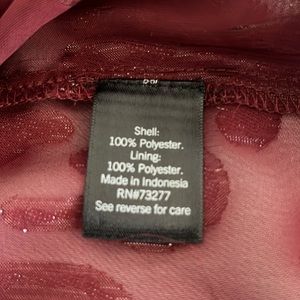 Shell:
100% Polyester.
Lining:
100% Polyester.
Made in Indonesia
RN#73277
See reverse for care